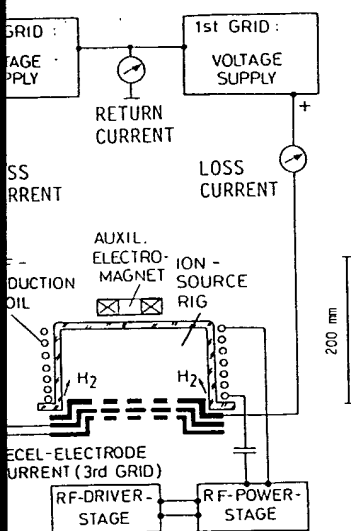 GRID :
TAGE
PPLY
1st GRID :
VOLTAGE
SUPPLY
+
RETURN
CURRENT
SS
RRENT
LOSS
CURRENT
AUXIL.
ELECTRO-
MAGNET
ION-
SOURCE
RIG
F-
DUCTION
OIL
200 mm
H2
H2
ECEL-ELECTRODE
URRENT (3rd GRID)
RF-DRIVER-
STAGE
RF-POWER-
STAGE